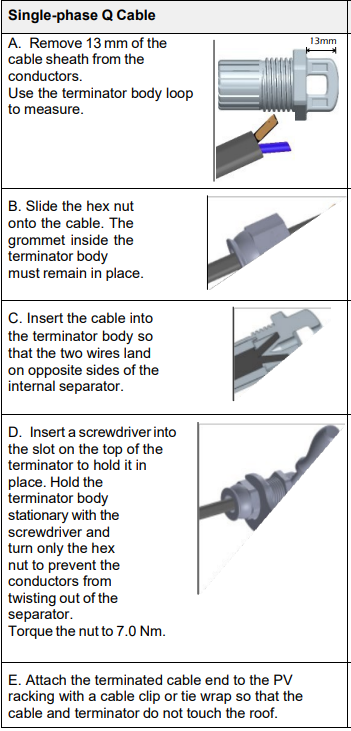 Single-phase Q Cable
A. Remove 13 mm of the
cable sheath from the
conductors.
Use the terminator body loop
to measure.
13mm
B. Slide the hex nut
onto the cable. The
grommet inside the
terminator body
must remain in place.
C. Insert the cable into
the terminator body so
that the two wires land
on opposite sides of the
internal separator.
D. Insert a screwdriver into
the slot on the top of the
terminator to hold it in
place. Hold the
terminator body
stationary with the
screwdriver and
turn only the hex
nut to prevent the
conductors from
twisting out of the
separator.
Torque the nut to 7.0 Nm.
E. Attach the terminated cable end to the PV
racking with a cable clip or tie wrap so that the
cable and terminator do not touch the roof.